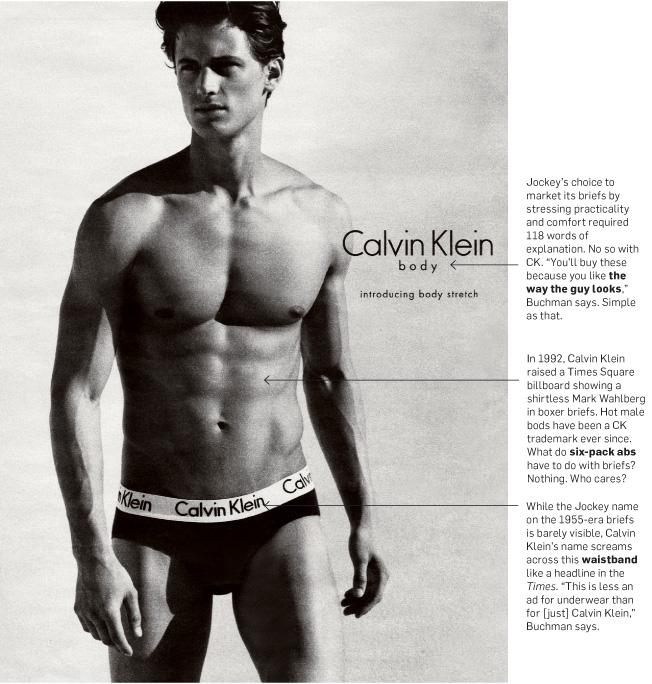 Calvin Klein
body
introducing body stretch
Klein Calvin Klein Calv
Jockey's choice to
market its briefs by
stressing practicality
and comfort required
118 words of
explanation. No so with
CK. "You'll buy these
because you like the
way the guy looks,"
Buchman says. Simple
as that.
In 1992, Calvin Klein
raised a Times Square
billboard showing a
shirtless Mark Wahlberg
in boxer briefs. Hot male
bods have been a CK
trademark ever since.
What do six-pack abs
have to do with briefs?
Nothing. Who cares?
While the Jockey name
on the 1955-era briefs
is barely visible, Calvin
Klein's name screams
across this waistband
like a headline in the
Times. "This is less an
ad for underwear than
for [just] Calvin Klein,"
Buchman says.